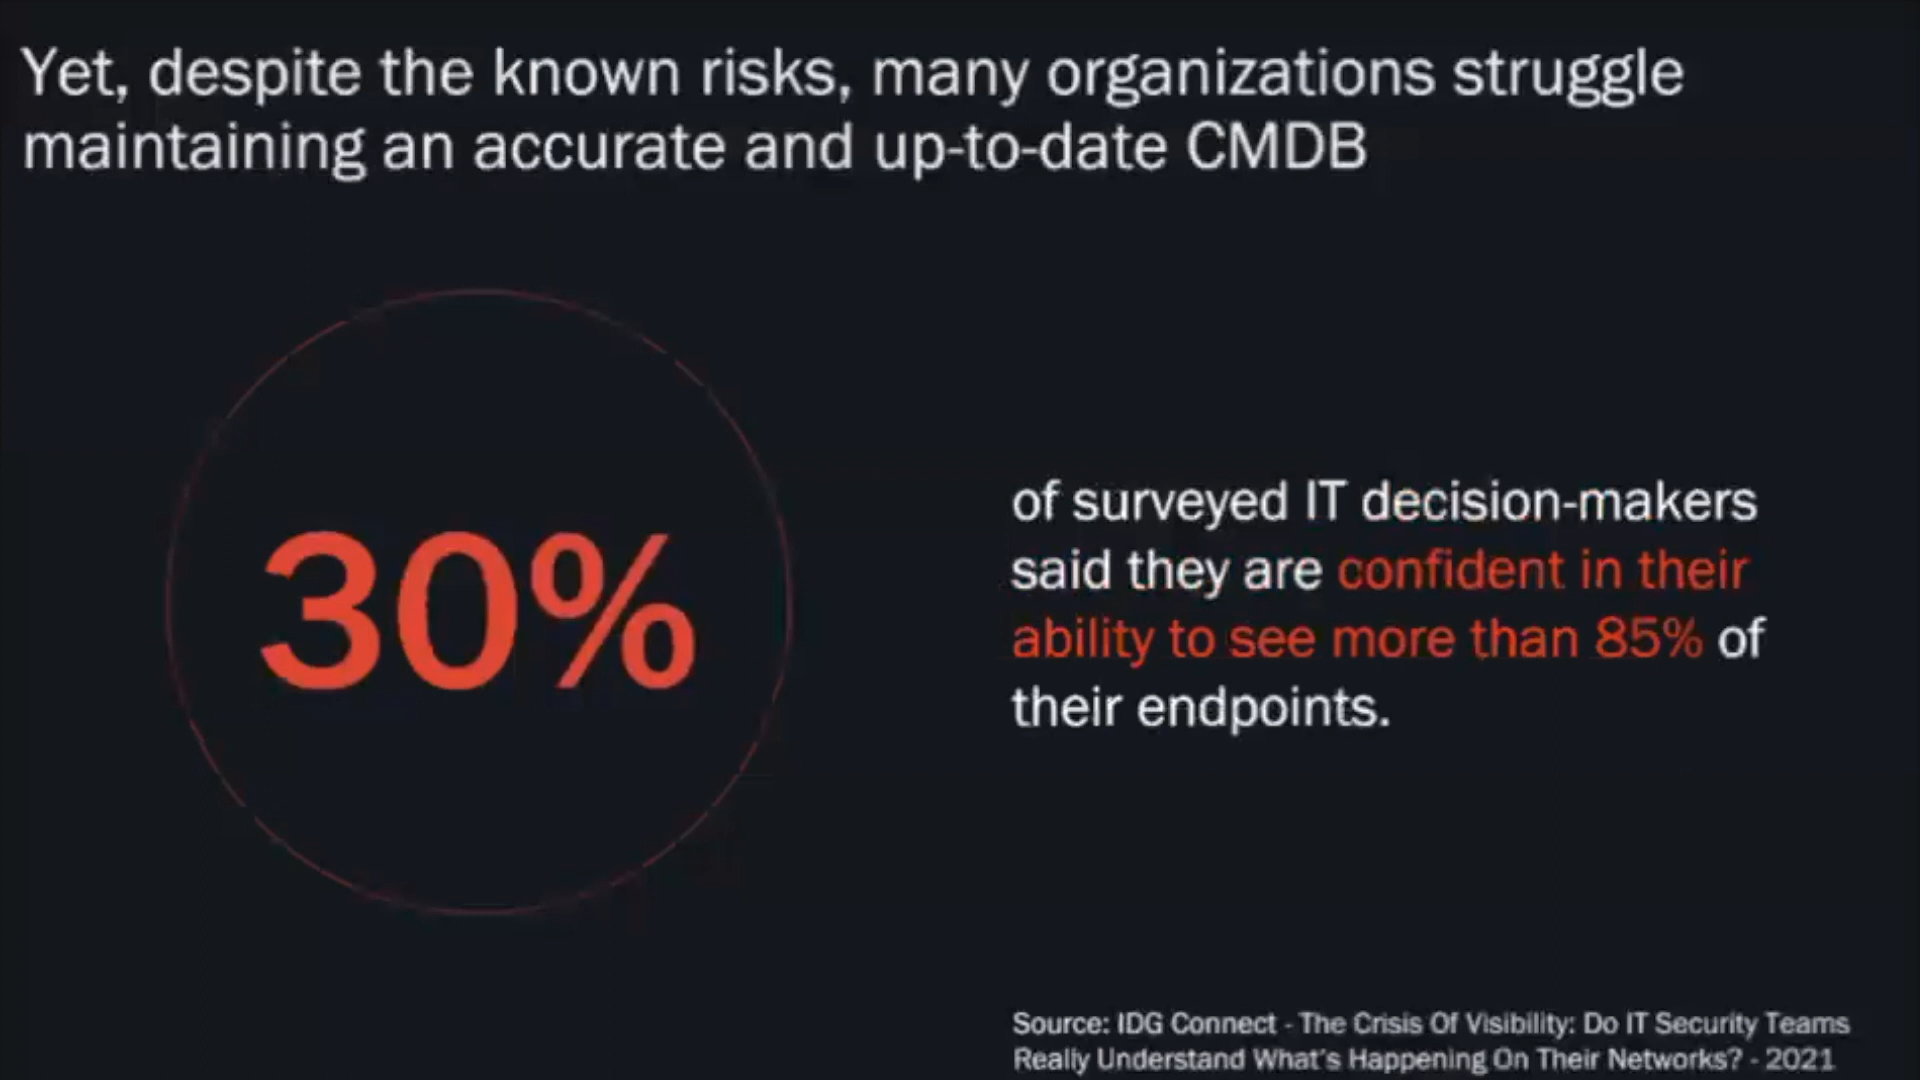 Yet, despite the known risks, many organizations struggle
maintaining an accurate and up-to-date CMDB
30%
of surveyed IT decision-makers
said they are confident in their
ability to see more than 85% of
their endpoints.
Source: IDG Connect - The Crisis Of Visibility: Do IT Security Teams
Really Understand What's Happening On Their Networks? - 2021